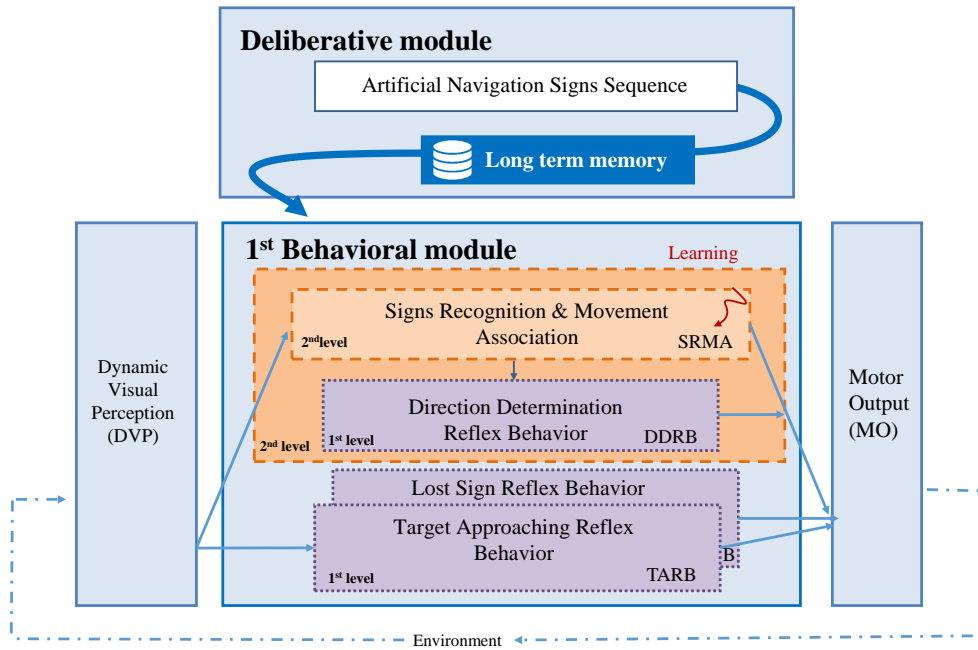 Deliberative module
Artificial Navigation Signs Sequence
Long term memory
1st Behavioral module
Learning
Signs Recognition & Movement
Association
2nd level
SRMA
Direction Determination
Reflex Behavior
1st level
DDRB
2nd level
Lost Sign Reflex Behavior
Target Approaching Reflex
Behavior
B
1st level
TARB
Dynamic
Visual
Perception
(DVP)
Motor
Output
(MO)
Environment